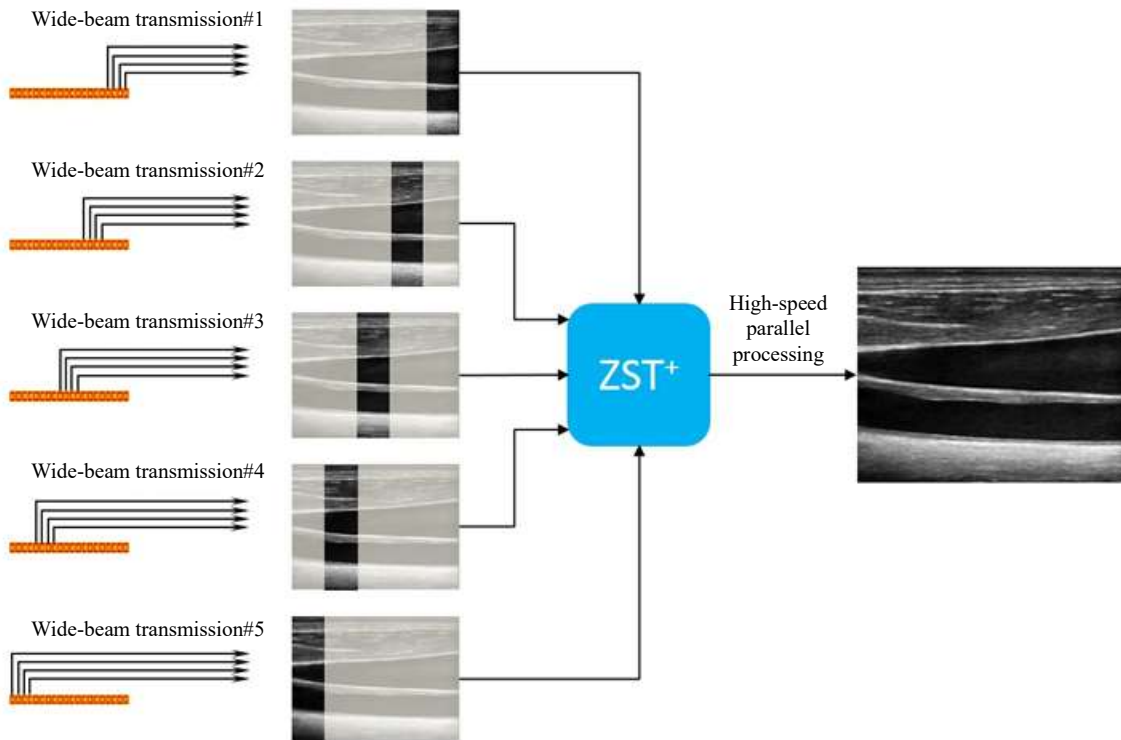 Wide-beam transmission#1
Wide-beam transmission#2
Wide-beam transmission#3
Wide-beam transmission#4
Wide-beam transmission#5
ZST⁺
High-speed
parallel
processing